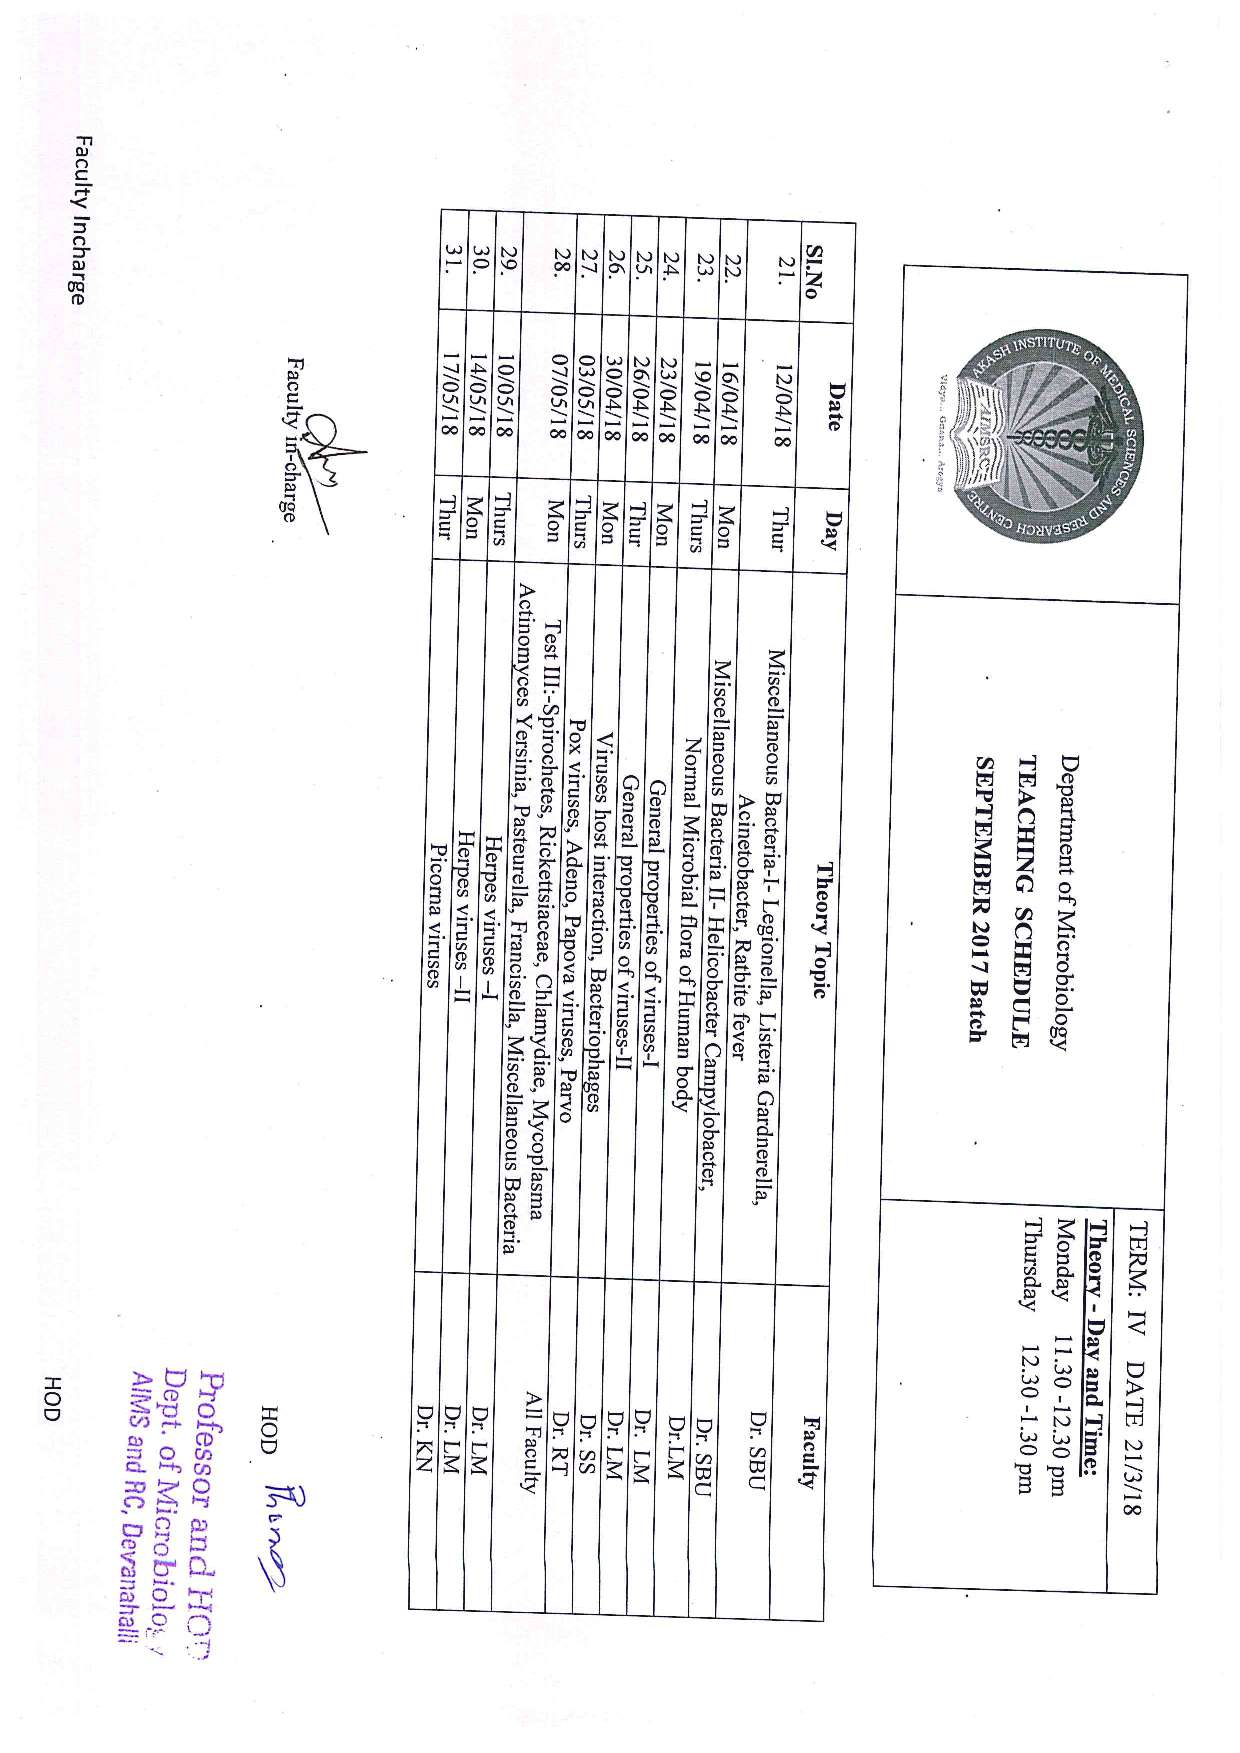 AKASH INSTITUTE OF MEDICAL SCIENCES AND RESEARCH CENTRE
AIMSRC
Vidya... Gnana... Arogya
Department of Microbiology
TEACHING SCHEDULE
SEPTEMBER 2017 Batch
TERM: IV DATE 21/3/18
Theory - Day and Time:
Monday 11.30 -12.30 pm
Thursday 12.30 -1.30 pm
Sl.No Date Day Theory Topic Faculty
21. 12/04/18 Thur Miscellaneous Bacteria-I- Legionella, Listeria Gardnerella, Dr. SBU
Acinetobacter, Ratbite fever
22. 16/04/18 Mon Miscellaneous Bacteria II- Helicobacter Campylobacter, Dr. SBU
23. 19/04/18 Thurs Normal Microbial flora of Human body Dr.LM
24. 23/04/18 Mon General properties of viruses-I Dr. LM
25. 26/04/18 Thur General properties of viruses-II Dr. LM
26. 30/04/18 Mon Viruses host interaction, Bacteriophages Dr. SS
27. 03/05/18 Thurs Pox viruses, Adeno, Papova viruses, Parvo Dr. RT
28. 07/05/18 Mon Test III:-Spirochetes, Rickettsiaceae, Chlamydiae, Mycoplasma All Faculty
Actinomyces Yersinia, Pasteurella, Francisella, Miscellaneous Bacteria
29. 10/05/18 Thurs Herpes viruses –I Dr. LM
30. 14/05/18 Mon Herpes viruses –II Dr. LM
31. 17/05/18 Thur Picorna viruses Dr. KN
Faculty in-charge
HOD
Professor and HOD
Dept. of Microbiology
AIMS and RC, Devanahalli
Faculty Incharge
HOD